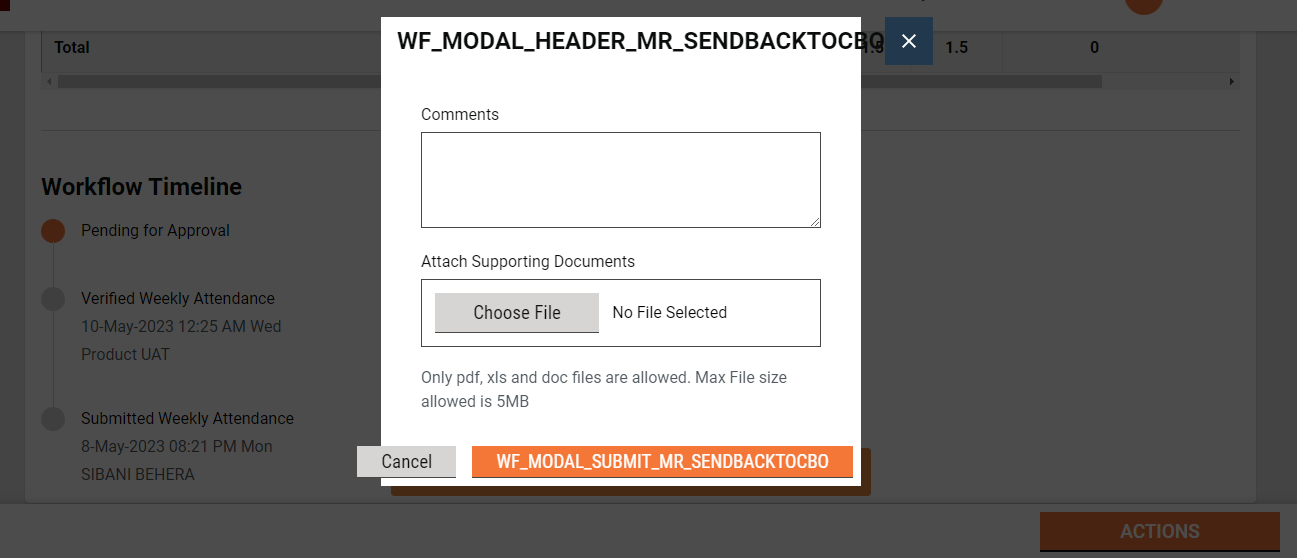 WF_MODAL_HEADER_MR_SENDBACKTOCBO
Total 1.5 1.5 0
Comments
Workflow Timeline
Pending for Approval
Attach Supporting Documents
Choose File No File Selected
Verified Weekly Attendance
10-May-2023 12:25 AM Wed
Product UAT
Only pdf, xls and doc files are allowed. Max File size
allowed is 5MB
Submitted Weekly Attendance
8-May-2023 08:21 PM Mon
SIBANI BEHERA
Cancel WF_MODAL_SUBMIT_MR_SENDBACKTOCBO
ACTIONS